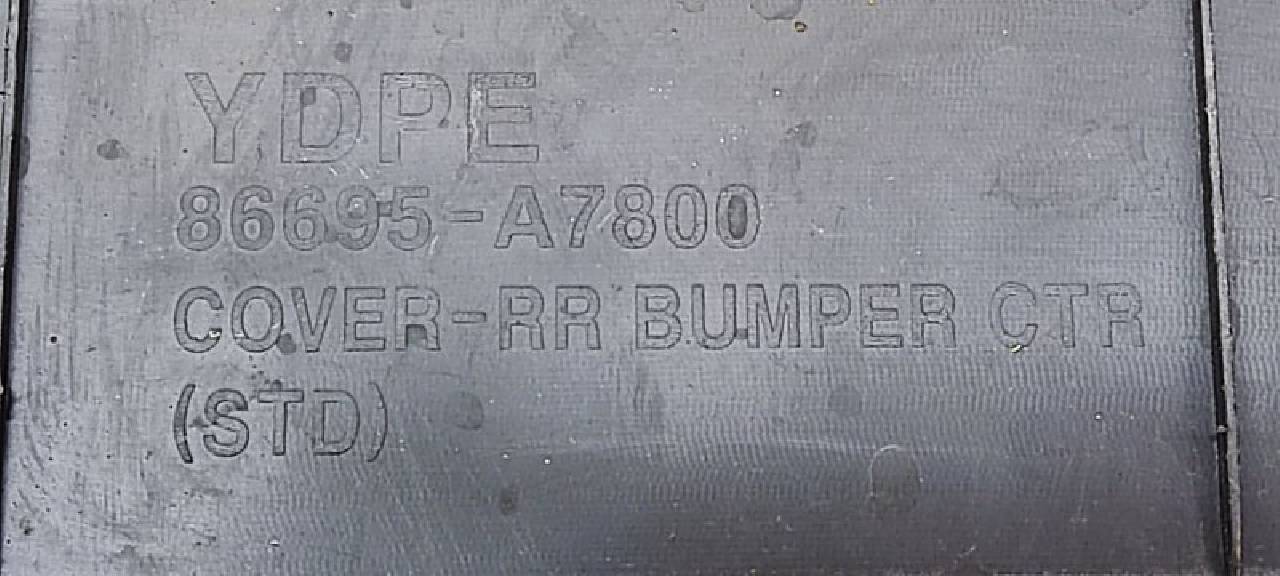 YDPE
86695-A7800
COVER-RR BUMPER CTR
(STD)